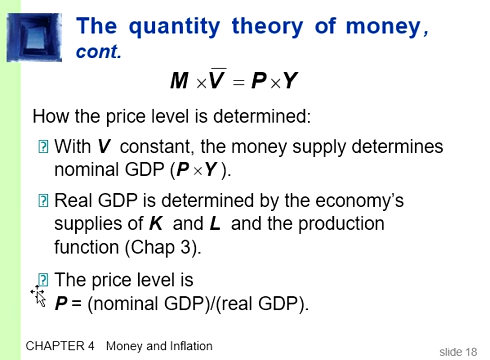 The quantity theory of money,
cont.
M × V̅ = P × Y
How the price level is determined:
With V constant, the money supply determines
nominal GDP (P × Y ).
Real GDP is determined by the economy's
supplies of K and L and the production
function (Chap 3).
The price level is
P = (nominal GDP)/(real GDP).
CHAPTER 4 Money and Inflation
slide 18